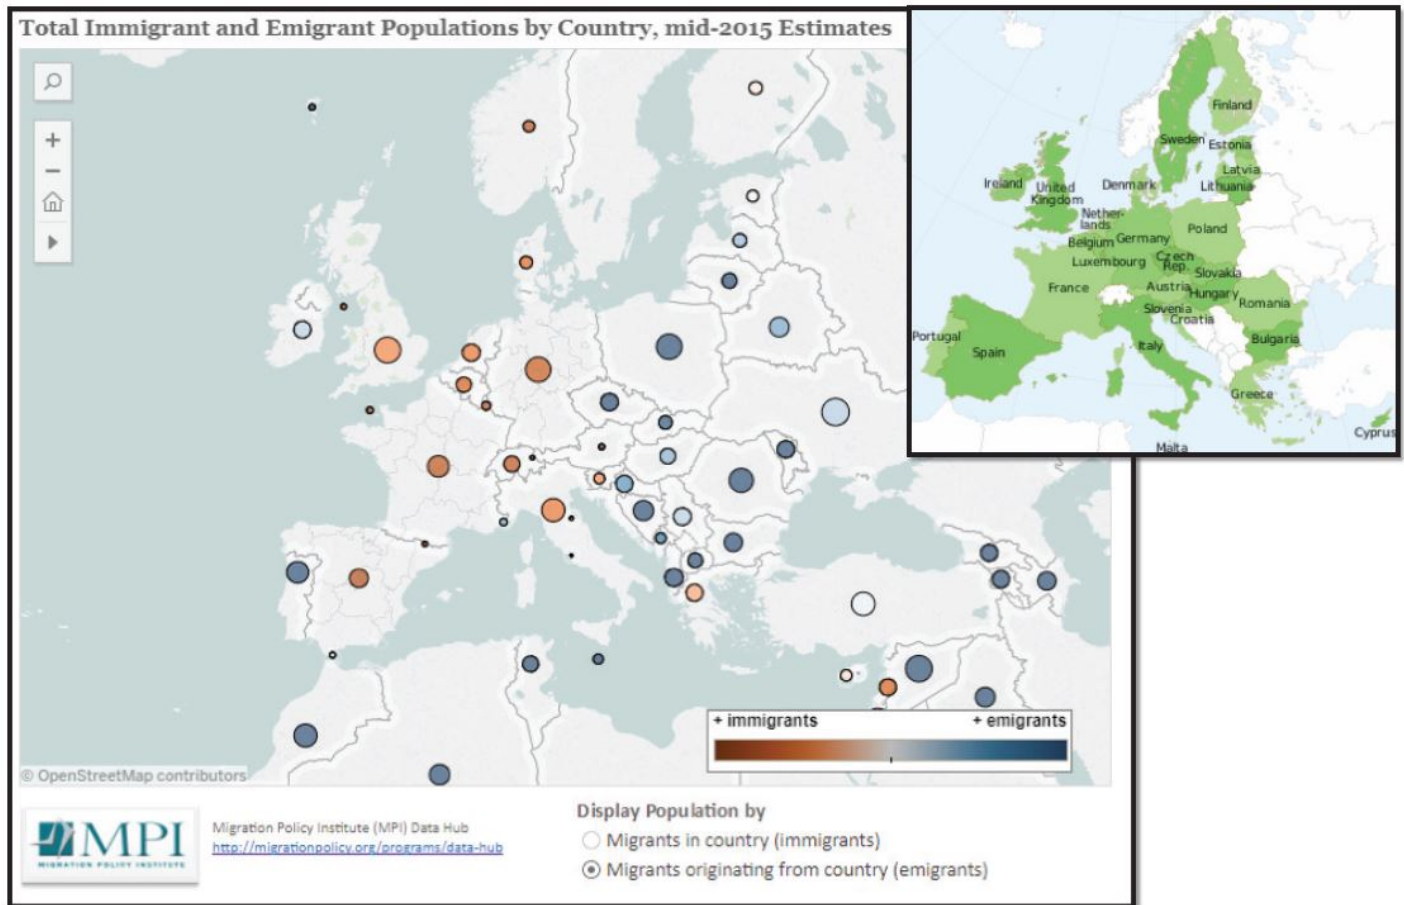 Total Immigrant and Emigrant Populations by Country, mid-2015 Estimates
+
−
+ immigrants
+ emigrants
© OpenStreetMap contributors
MPI
MIGRATION POLICY INSTITUTE
Migration Policy Institute (MPI) Data Hub
http://migrationpolicy.org/programs/data-hub
Display Population by
Migrants in country (immigrants)
Migrants originating from country (emigrants)
Finland
Sweden
Estonia
Latvia
Lithuania
Ireland
United
Kingdom
Denmark
Nether-
lands
Belgium
Germany
Poland
Luxembourg
Czech
Rep.
Slovakia
France
Austria
Hungary
Romania
Slovenia
Croatia
Portugal
Spain
Italy
Bulgaria
Greece
Cyprus
Malta